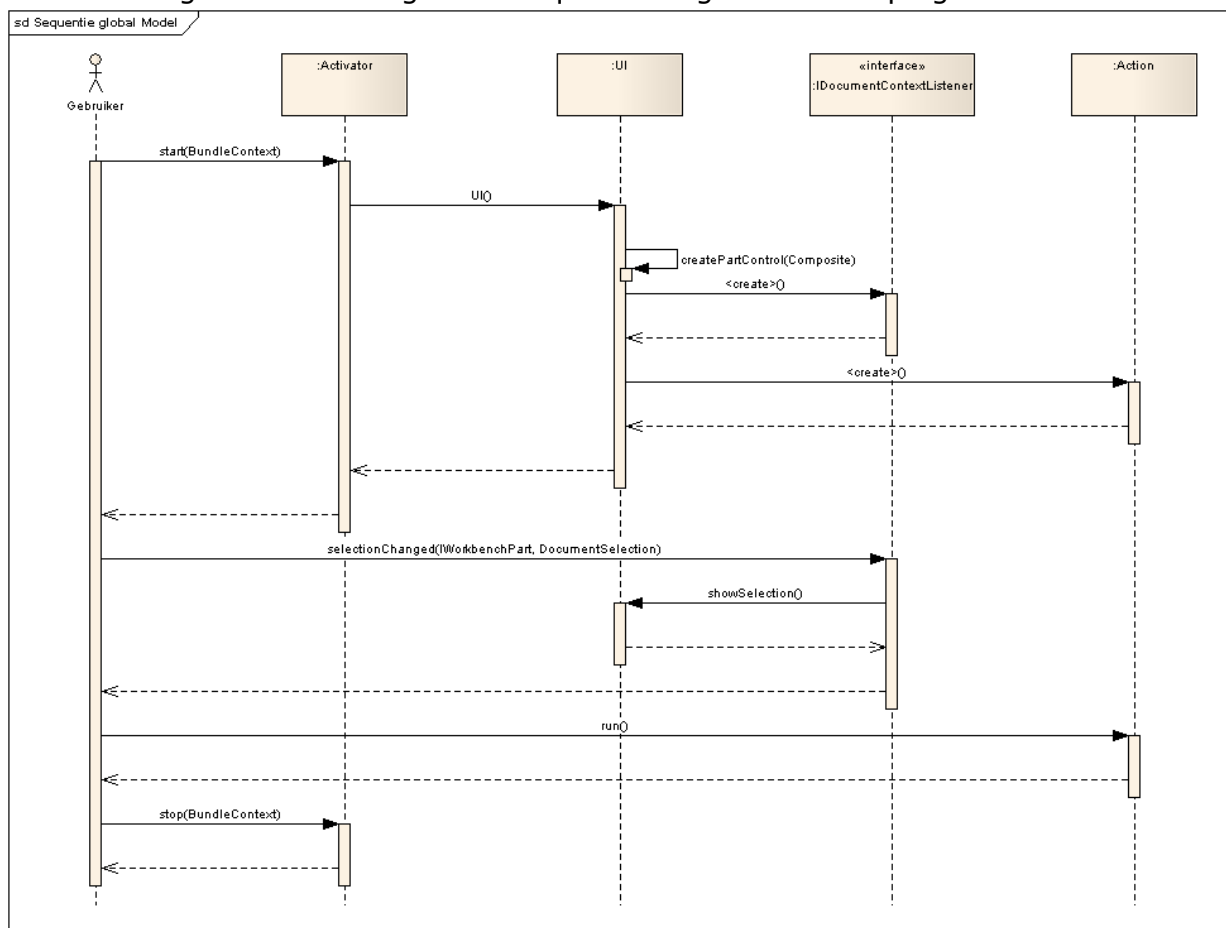 sd Sequentie global Model
Gebruiker
:Activator
:UI
«interface»
:IDocumentContextListener
:Action
start(BundleContext)
UI()
createPartControl(Composite)
<create>()
<create>()
selectionChanged(IWorkbenchPart, DocumentSelection)
showSelection()
run()
stop(BundleContext)